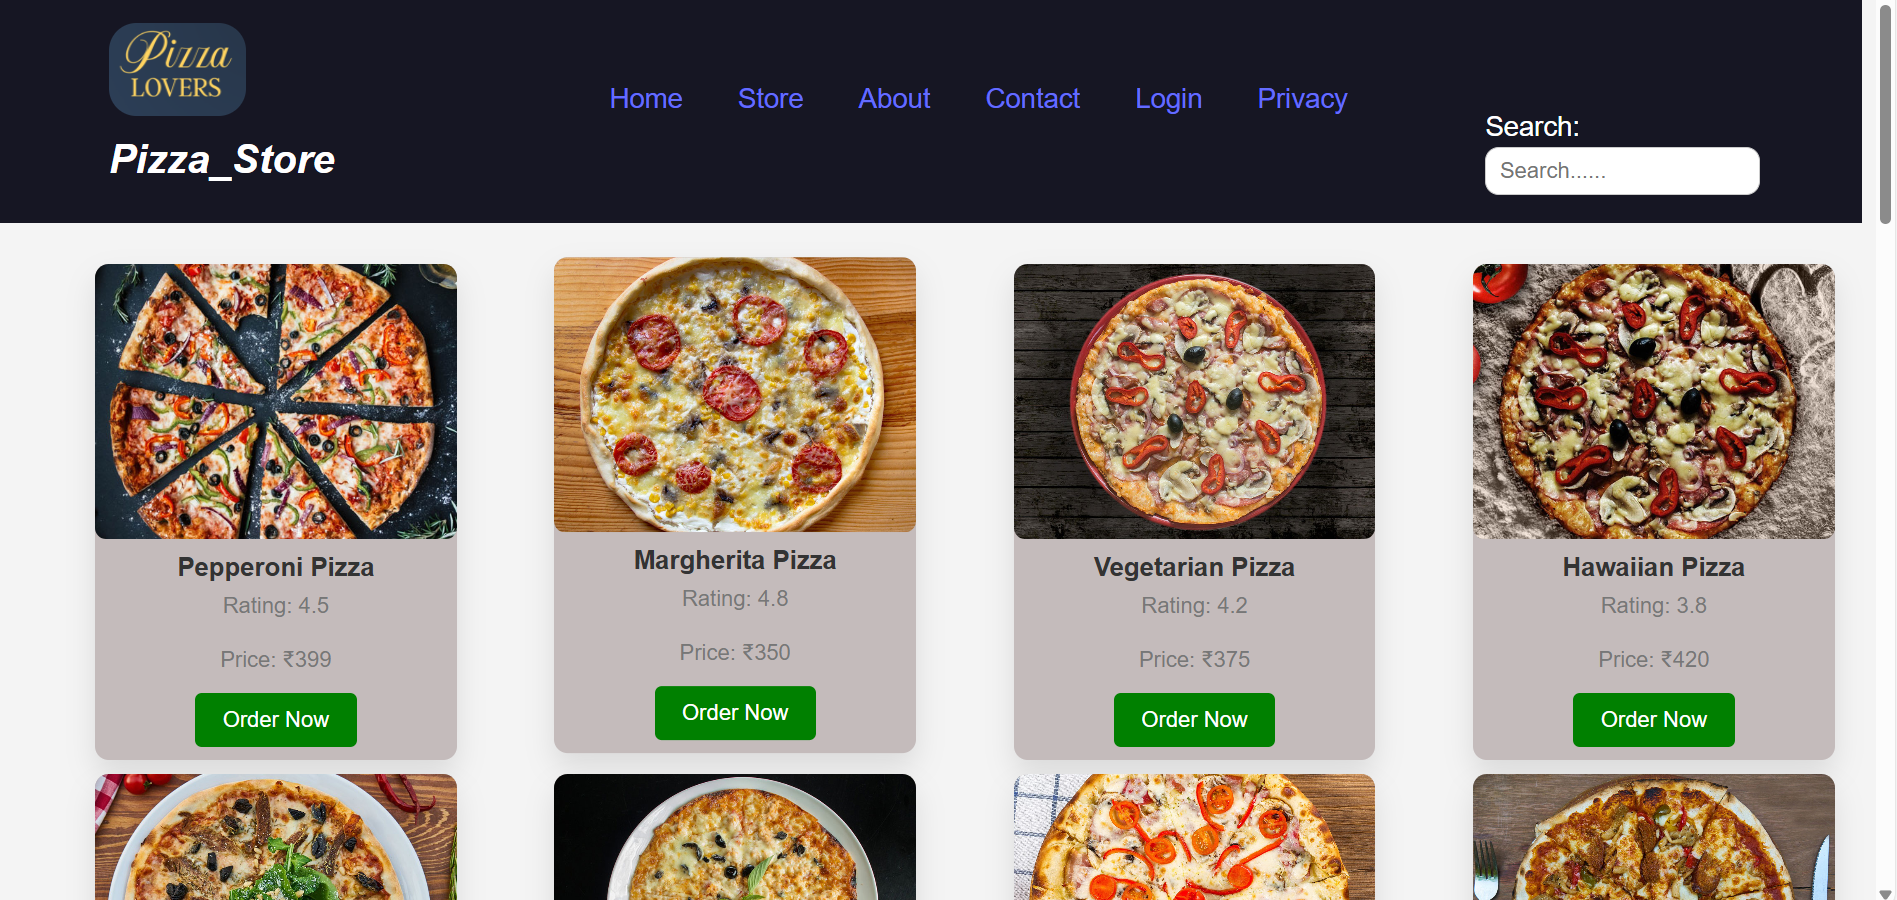 Pizza
LOVERS
Pizza_Store
Home Store About Contact Login Privacy
Search:
Search......
Pepperoni Pizza
Rating: 4.5
Price: ₹399
Order Now
Margherita Pizza
Rating: 4.8
Price: ₹350
Order Now
Vegetarian Pizza
Rating: 4.2
Price: ₹375
Order Now
Hawaiian Pizza
Rating: 3.8
Price: ₹420
Order Now